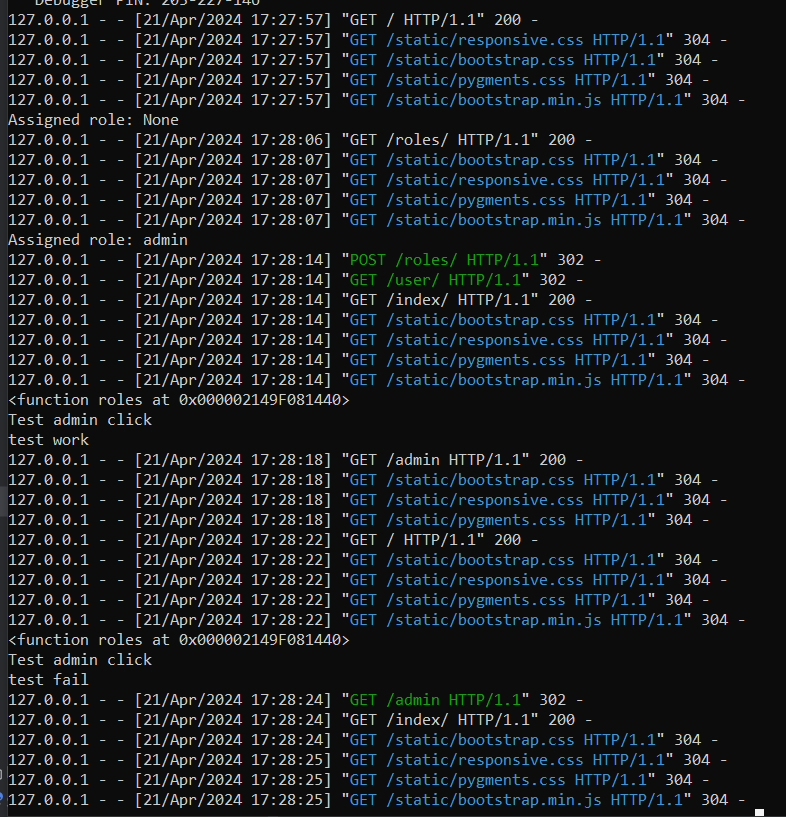 Debugger PIN: 205-227-146
127.0.0.1 - - [21/Apr/2024 17:27:57] "GET / HTTP/1.1" 200 -
127.0.0.1 - - [21/Apr/2024 17:27:57] "GET /static/responsive.css HTTP/1.1" 304 -
127.0.0.1 - - [21/Apr/2024 17:27:57] "GET /static/bootstrap.css HTTP/1.1" 304 -
127.0.0.1 - - [21/Apr/2024 17:27:57] "GET /static/pygments.css HTTP/1.1" 304 -
127.0.0.1 - - [21/Apr/2024 17:27:57] "GET /static/bootstrap.min.js HTTP/1.1" 304 -
Assigned role: None
127.0.0.1 - - [21/Apr/2024 17:28:06] "GET /roles/ HTTP/1.1" 200 -
127.0.0.1 - - [21/Apr/2024 17:28:07] "GET /static/bootstrap.css HTTP/1.1" 304 -
127.0.0.1 - - [21/Apr/2024 17:28:07] "GET /static/responsive.css HTTP/1.1" 304 -
127.0.0.1 - - [21/Apr/2024 17:28:07] "GET /static/pygments.css HTTP/1.1" 304 -
127.0.0.1 - - [21/Apr/2024 17:28:07] "GET /static/bootstrap.min.js HTTP/1.1" 304 -
Assigned role: admin
127.0.0.1 - - [21/Apr/2024 17:28:14] "POST /roles/ HTTP/1.1" 302 -
127.0.0.1 - - [21/Apr/2024 17:28:14] "GET /user/ HTTP/1.1" 302 -
127.0.0.1 - - [21/Apr/2024 17:28:14] "GET /index/ HTTP/1.1" 200 -
127.0.0.1 - - [21/Apr/2024 17:28:14] "GET /static/bootstrap.css HTTP/1.1" 304 -
127.0.0.1 - - [21/Apr/2024 17:28:14] "GET /static/responsive.css HTTP/1.1" 304 -
127.0.0.1 - - [21/Apr/2024 17:28:14] "GET /static/pygments.css HTTP/1.1" 304 -
127.0.0.1 - - [21/Apr/2024 17:28:14] "GET /static/bootstrap.min.js HTTP/1.1" 304 -
<function roles at 0x000002149F081440>
Test admin click
test work
127.0.0.1 - - [21/Apr/2024 17:28:18] "GET /admin HTTP/1.1" 200 -
127.0.0.1 - - [21/Apr/2024 17:28:18] "GET /static/bootstrap.css HTTP/1.1" 304 -
127.0.0.1 - - [21/Apr/2024 17:28:18] "GET /static/responsive.css HTTP/1.1" 304 -
127.0.0.1 - - [21/Apr/2024 17:28:18] "GET /static/pygments.css HTTP/1.1" 304 -
127.0.0.1 - - [21/Apr/2024 17:28:22] "GET / HTTP/1.1" 200 -
127.0.0.1 - - [21/Apr/2024 17:28:22] "GET /static/bootstrap.css HTTP/1.1" 304 -
127.0.0.1 - - [21/Apr/2024 17:28:22] "GET /static/responsive.css HTTP/1.1" 304 -
127.0.0.1 - - [21/Apr/2024 17:28:22] "GET /static/pygments.css HTTP/1.1" 304 -
127.0.0.1 - - [21/Apr/2024 17:28:22] "GET /static/bootstrap.min.js HTTP/1.1" 304 -
<function roles at 0x000002149F081440>
Test admin click
test fail
127.0.0.1 - - [21/Apr/2024 17:28:24] "GET /admin HTTP/1.1" 302 -
127.0.0.1 - - [21/Apr/2024 17:28:24] "GET /index/ HTTP/1.1" 200 -
127.0.0.1 - - [21/Apr/2024 17:28:24] "GET /static/bootstrap.css HTTP/1.1" 304 -
127.0.0.1 - - [21/Apr/2024 17:28:25] "GET /static/responsive.css HTTP/1.1" 304 -
127.0.0.1 - - [21/Apr/2024 17:28:25] "GET /static/pygments.css HTTP/1.1" 304 -
127.0.0.1 - - [21/Apr/2024 17:28:25] "GET /static/bootstrap.min.js HTTP/1.1" 304 -